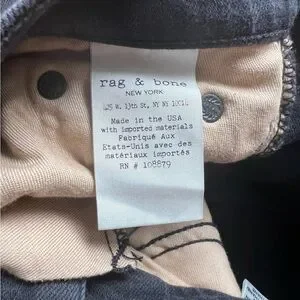 rag & bone
NEW YORK
425 W. 13th St, NY NY 10014
Made in the USA
with imported materials
Fabriqué Aux
Etats-Unis avec des
matériaux importés
RN # 108879